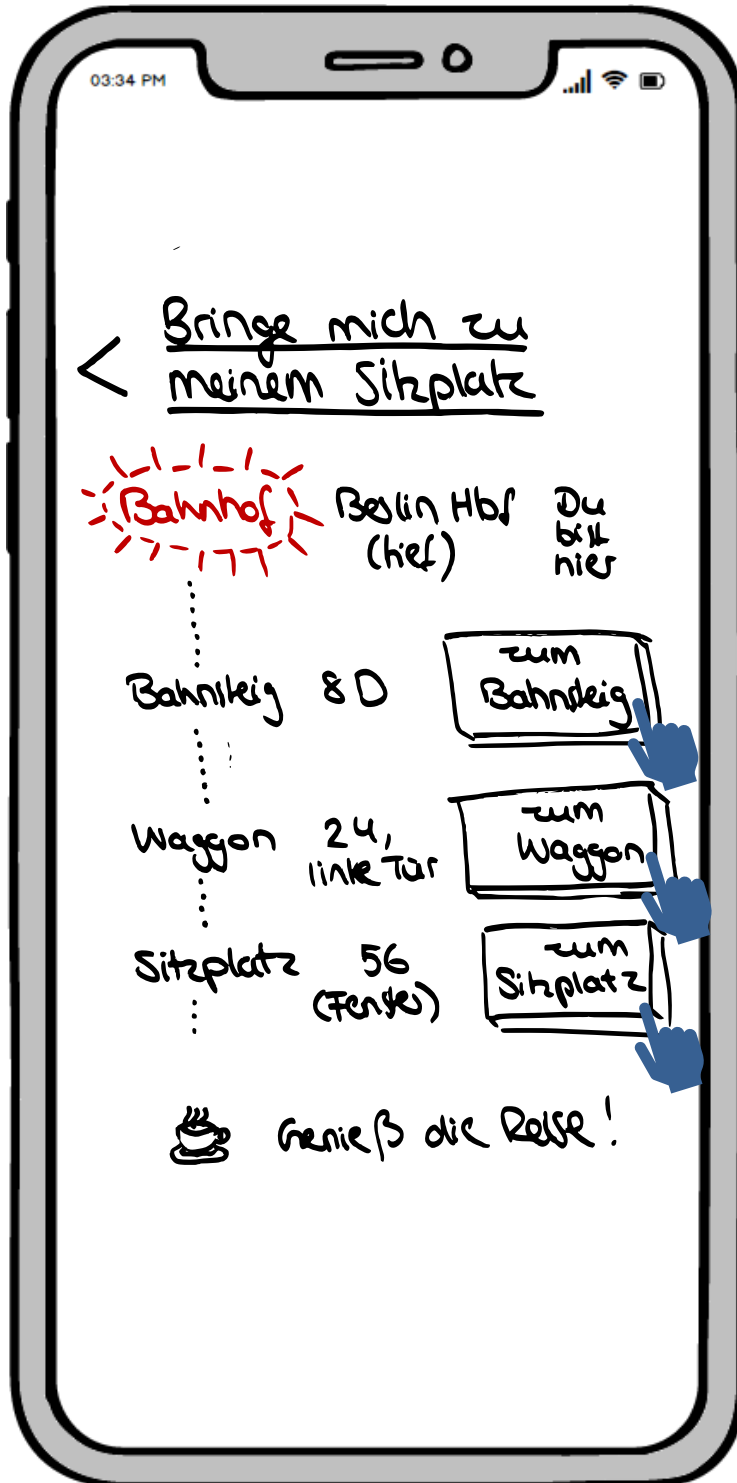 03:34 PM
Bringe mich zu
meinem Sitzplatz
<
Bahnhof Berlin Hbf Du
(tief) bist
hier
Bahnsteig 8D zum
Bahnsteig
Waggon 24, zum
linke Tür Waggon
Sitzplatz 56 zum
(Fenster) Sitzplatz
Genieß die Reise!